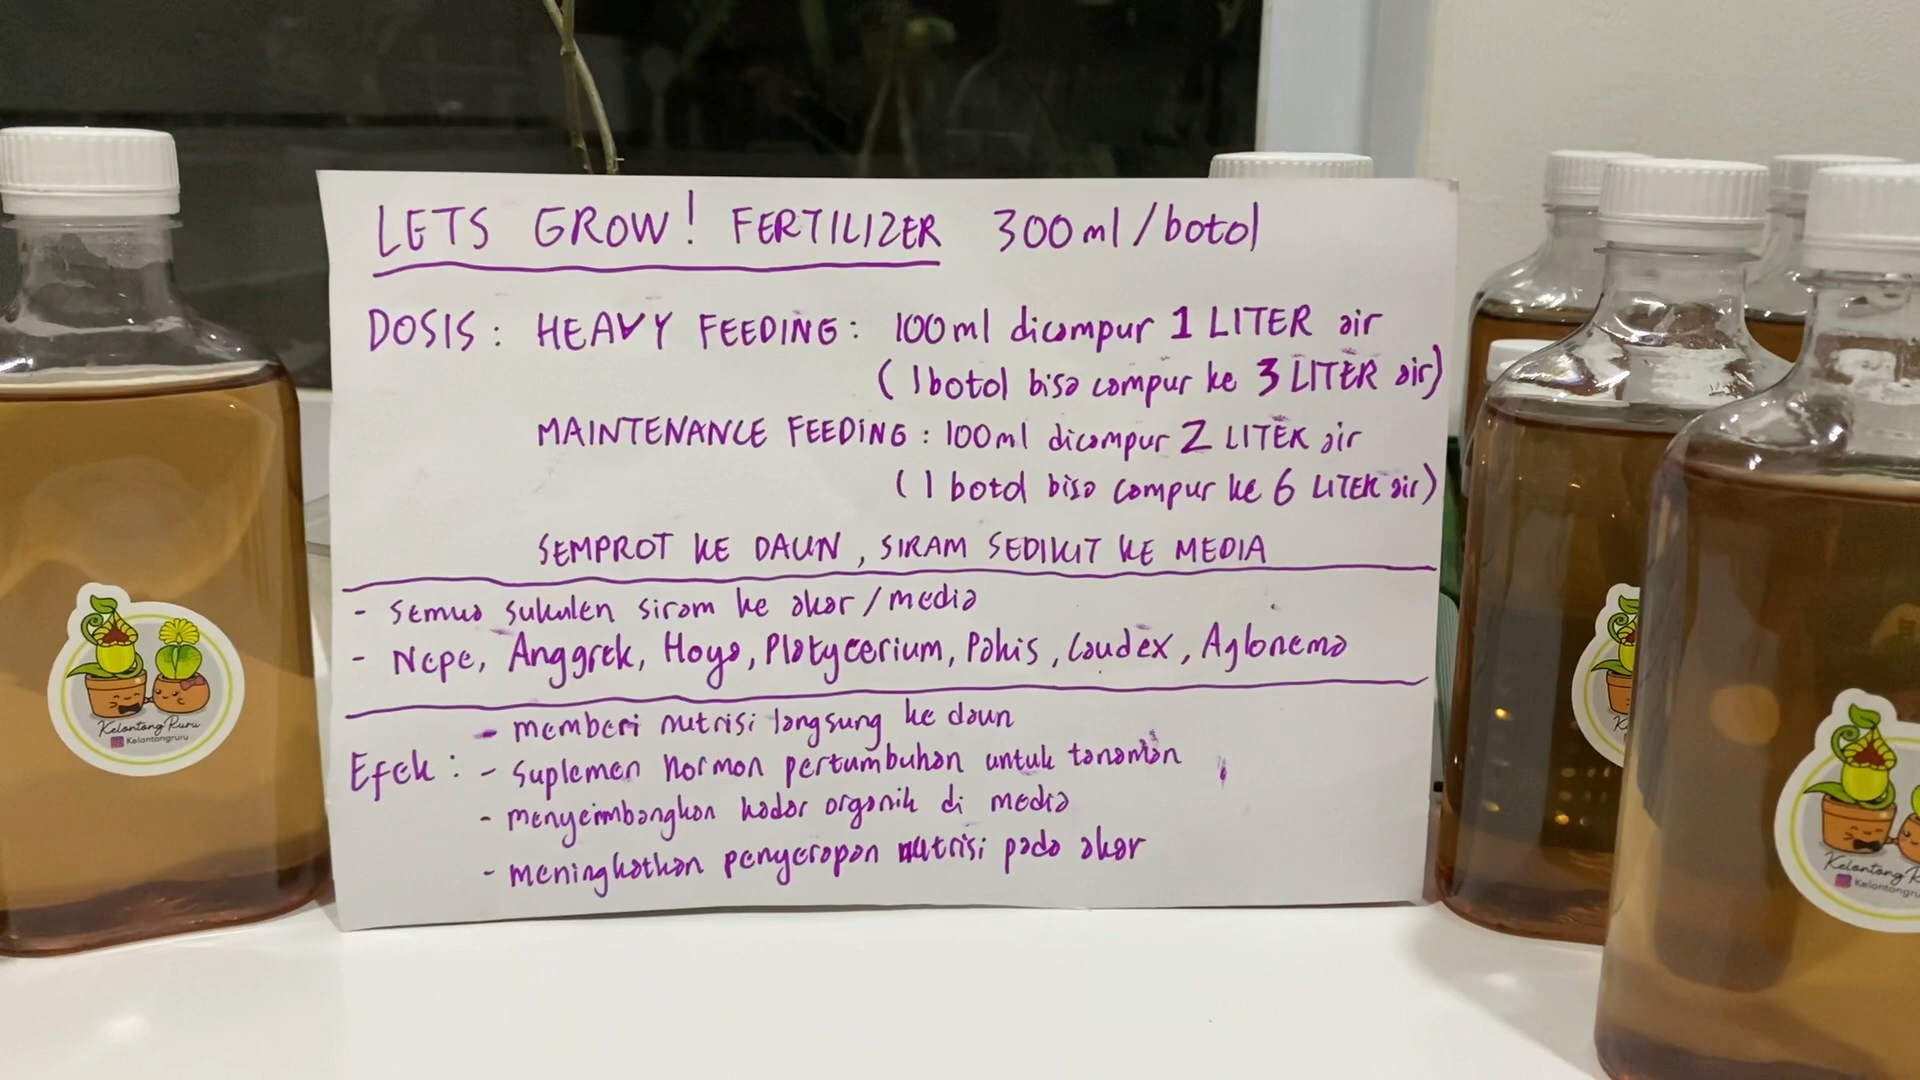 LETS GROW! FERTILIZER 300ml/botol
DOSIS: HEAVY FEEDING: 100ml dicampur 1 LITER air
(1 botol bisa campur ke 3 LITER air)
MAINTENANCE FEEDING: 100ml dicampur 2 LITER air
(1 botol bisa campur ke 6 LITER air)
SEMPROT KE DAUN, SIRAM SEDIKIT KE MEDIA
- Semua sukulen siram ke akar/media
- Nepe, Anggrek, Hoya, Platycerium, Pakis, Caudex, Aglonema
- memberi nutrisi langsung ke daun
Efek: - Suplemen hormon pertumbuhan untuk tanaman
- menyeimbangkan kadar organik di media
- meningkatkan penyerapan nutrisi pada akar
Kelontong Ruru
Kelontongruru
Kelontong R
Kelontongru